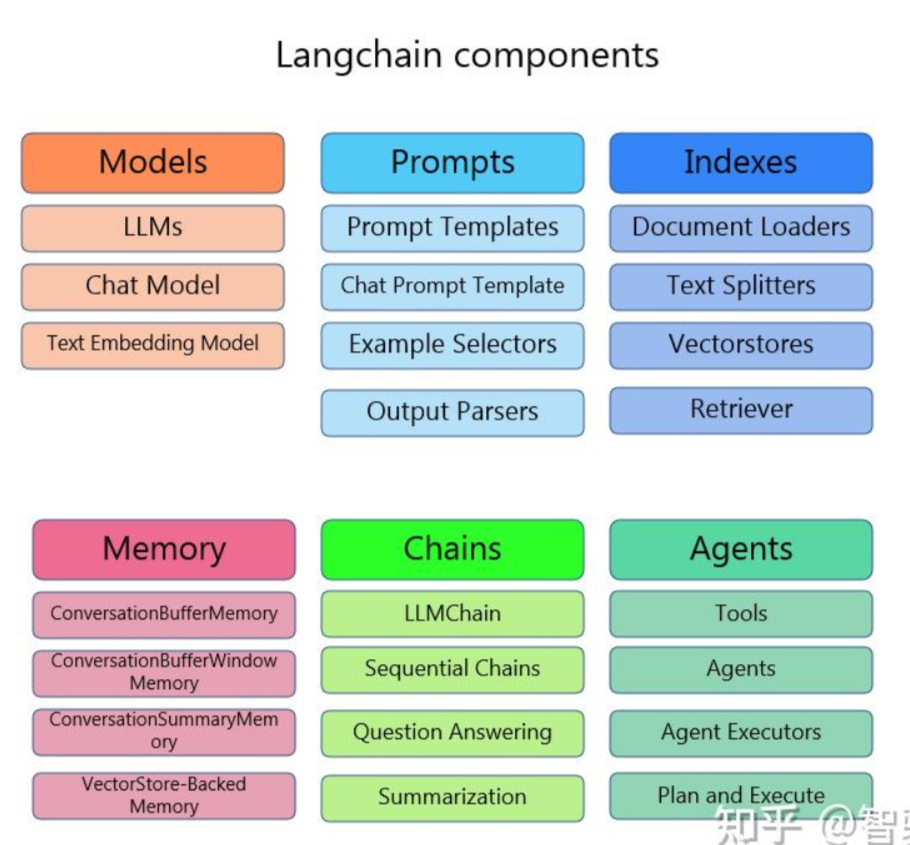 Langchain components
Models
Prompts
Indexes
LLMs
Prompt Templates
Document Loaders
Chat Model
Chat Prompt Template
Text Splitters
Text Embedding Model
Example Selectors
Vectorstores
Output Parsers
Retriever
Memory
Chains
Agents
ConversationBufferMemory
LLMChain
Tools
ConversationBufferWindow
Memory
Sequential Chains
Agents
ConversationSummaryMem
ory
Question Answering
Agent Executors
VectorStore-Backed
Memory
Summarization
Plan and Execute
知乎 @智